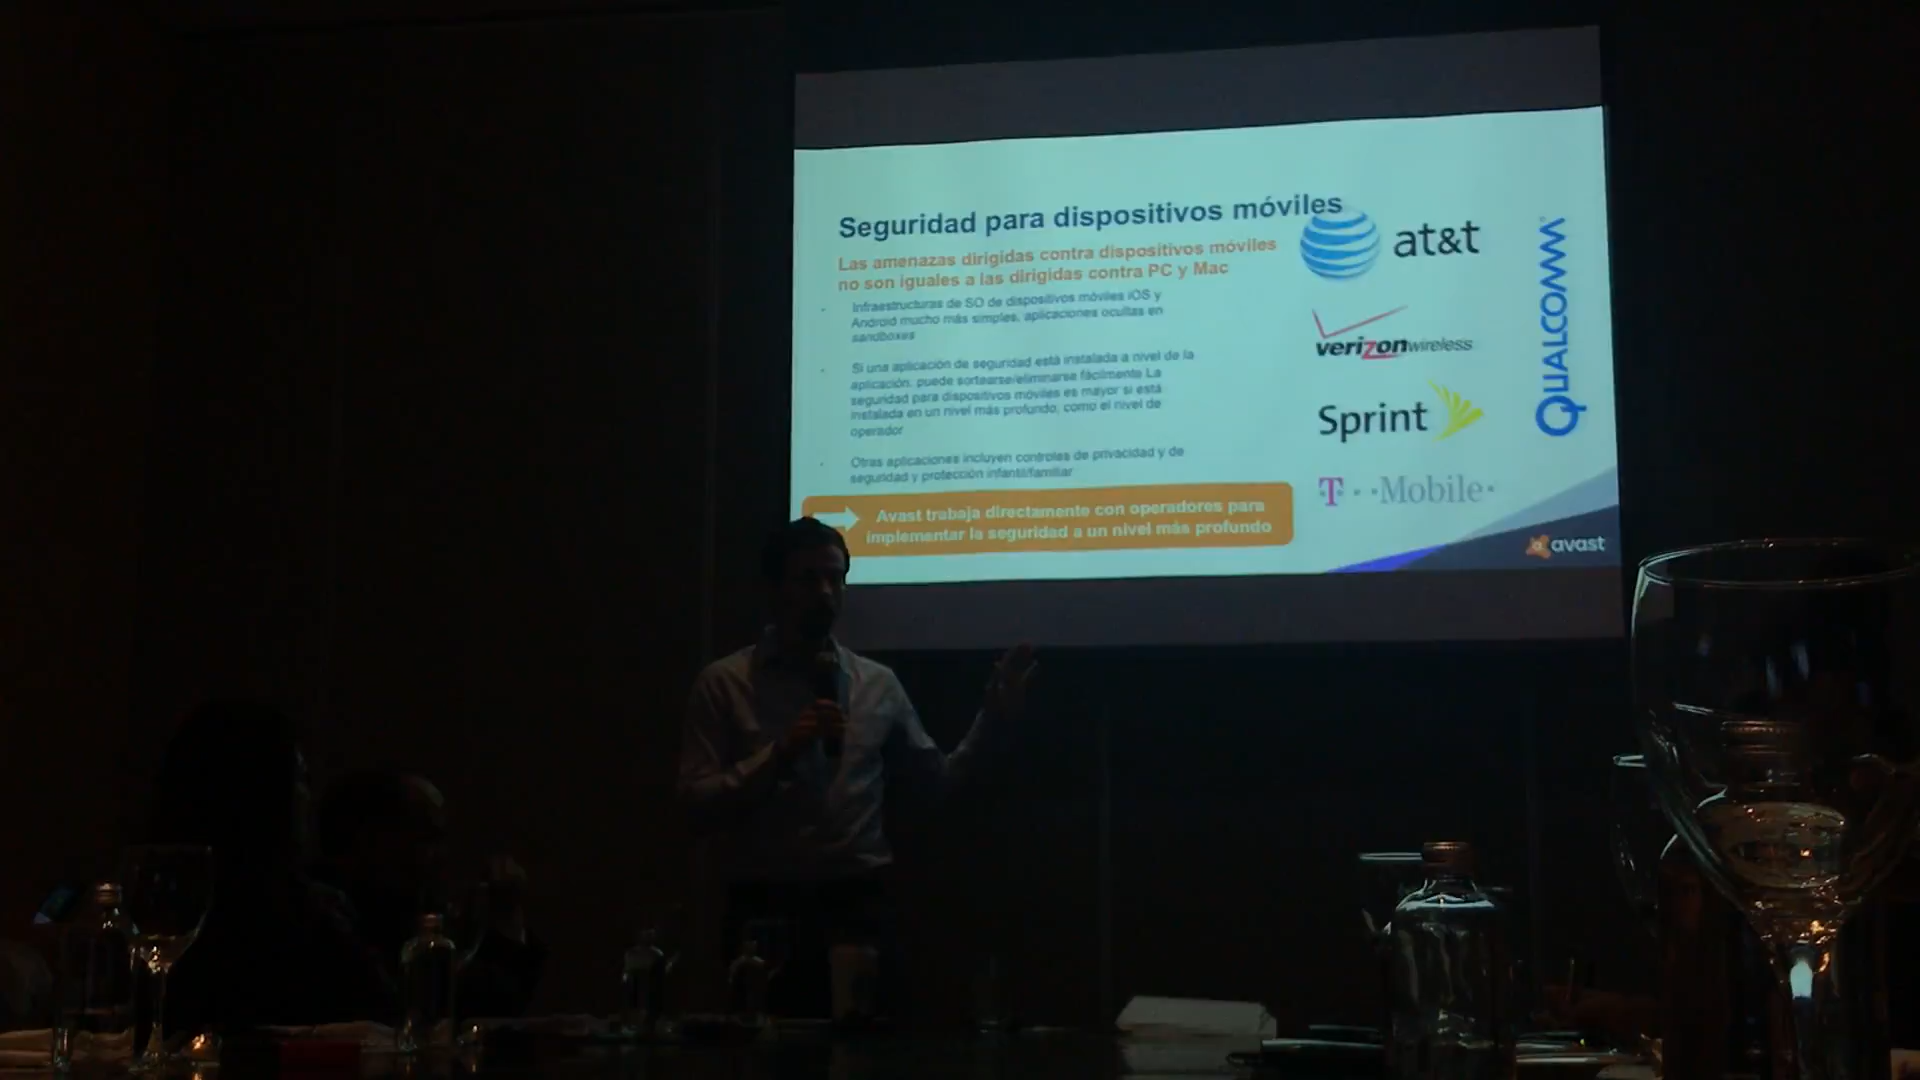 Seguridad para dispositivos móviles
Las amenazas dirigidas contra dispositivos móviles
no son iguales a las dirigidas contra PC y Mac
Infraestructuras de SO de dispositivos móviles iOS y
Android mucho más simples, aplicaciones ocultas en
sandboxes
Si una aplicación de seguridad está instalada a nivel de la
aplicación, puede sortearse/eliminarse fácilmente La
seguridad para dispositivos móviles es mayor si está
instalada en un nivel más profundo, como el nivel de
operador
Otras aplicaciones incluyen controles de privacidad y de
seguridad y protección infantil/familiar
Avast trabaja directamente con operadores para
implementar la seguridad a un nivel más profundo
at&t
verizonwireless
Sprint
T··Mobile·
QUALCOMM
avast